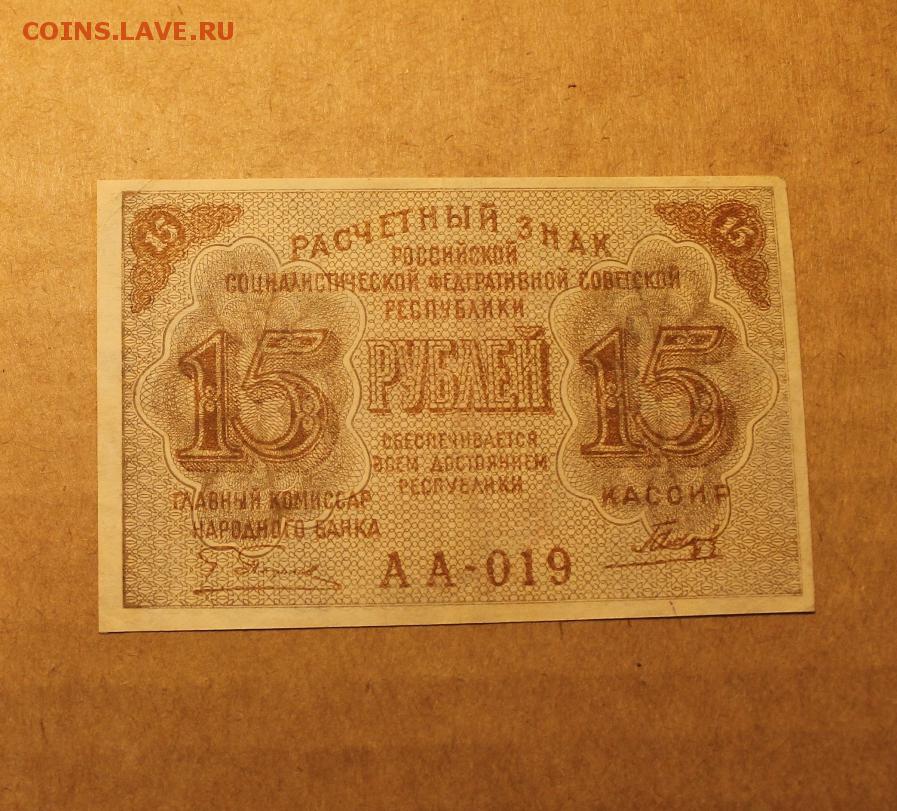 COINS.LAVE.RU
15
15
РАСЧЕТНЫЙ ЗНАК
РОССИЙСКОЙ
СОЦИАЛИСТИЧЕСКОЙ ФЕДЕРАТИВНОЙ СОВЕТСКОЙ
РЕСПУБЛИКИ
15 РУБЛЕЙ 15
ОБЕСПЕЧИВАЕТСЯ
ВСЕМ ДОСТОЯНИЕМ
РЕСПУБЛИКИ
ГЛАВНЫЙ КОМИССАР
НАРОДНОГО БАНКА
КАССИР
АА-019